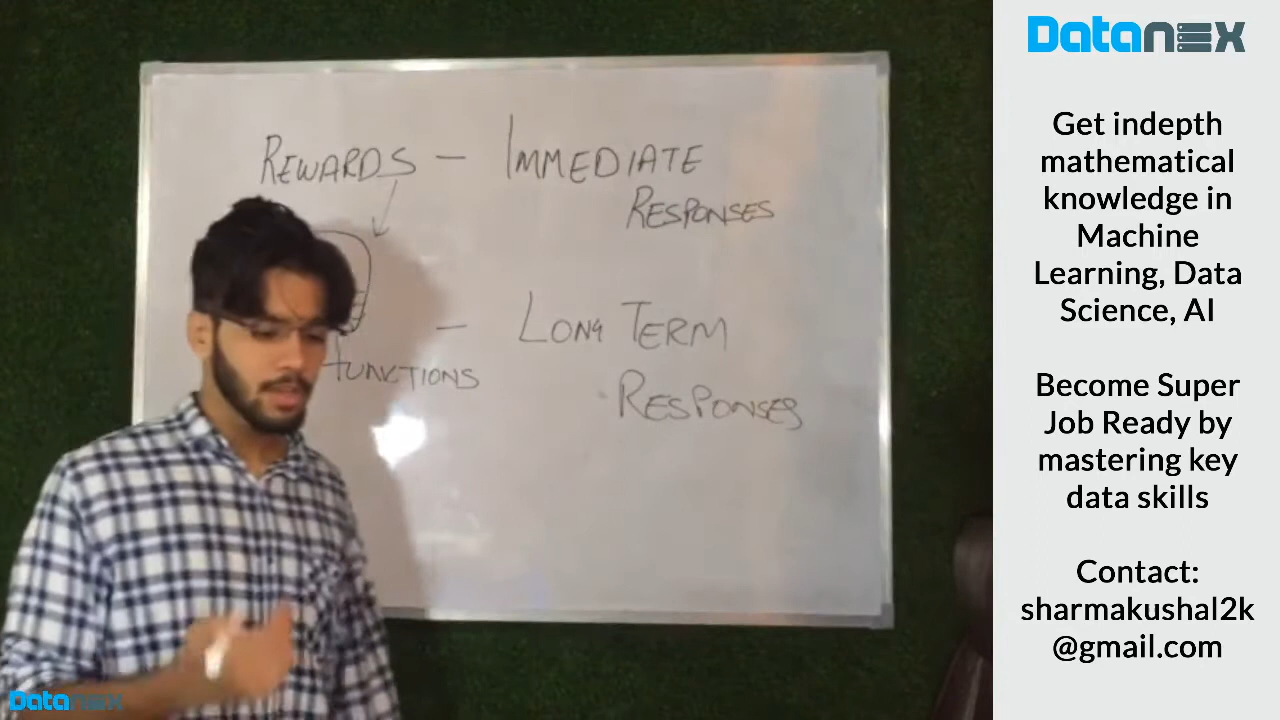 REWARDS — IMMEDIATE
RESPONSES
FUNCTIONS — LONG TERM
RESPONSES
Datanex
Get indepth
mathematical
knowledge in
Machine
Learning, Data
Science, AI
Become Super
Job Ready by
mastering key
data skills
Contact:
sharmakushal2k
@gmail.com
Datanex